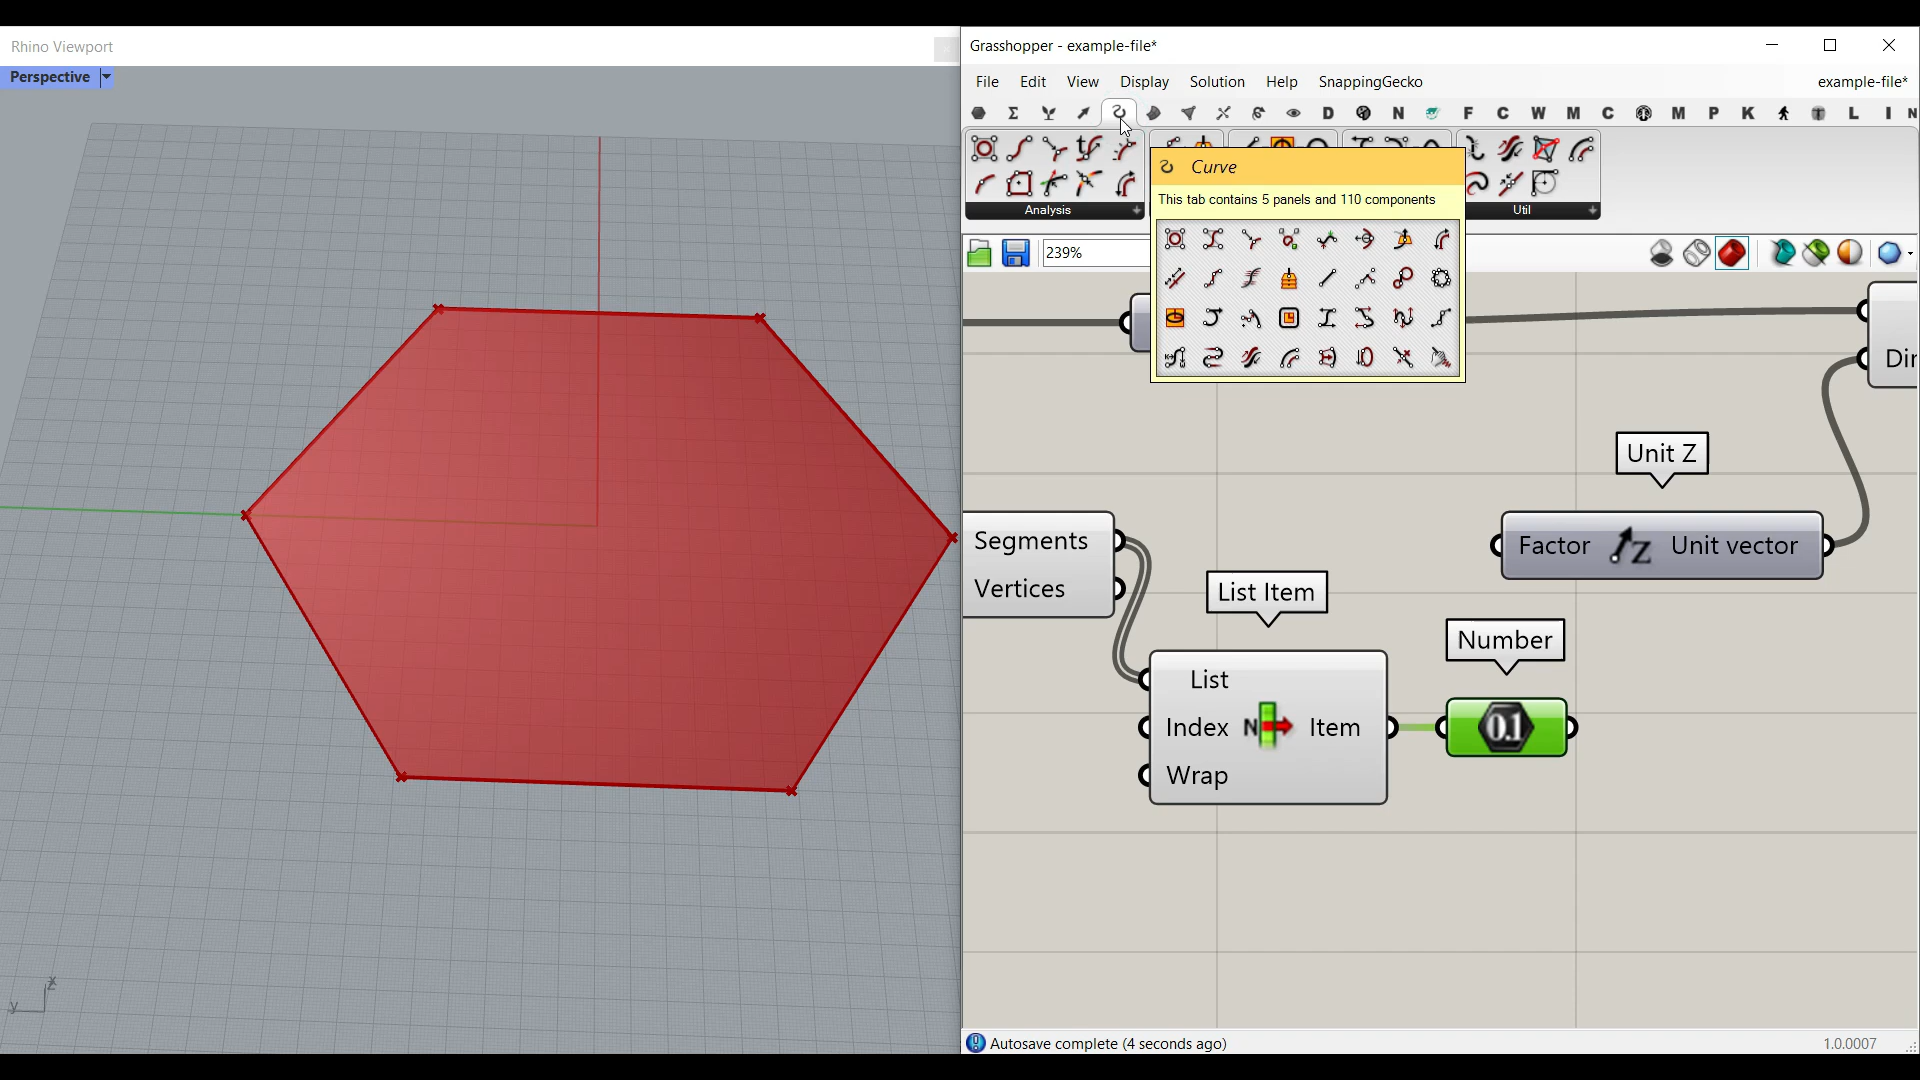 Rhino Viewport
Perspective
y
z
x
Grasshopper - example-file*
File Edit View Display Solution Help SnappingGecko example-file*
D N F C W M C M P K L I N
Analysis
Util
Curve
This tab contains 5 panels and 110 components
239%
Dir
Unit Z
Factor Z Unit vector
Segments
Vertices
List Item
List
Index N Item
Wrap
Number
0.1
Autosave complete (4 seconds ago)
1.0.0007